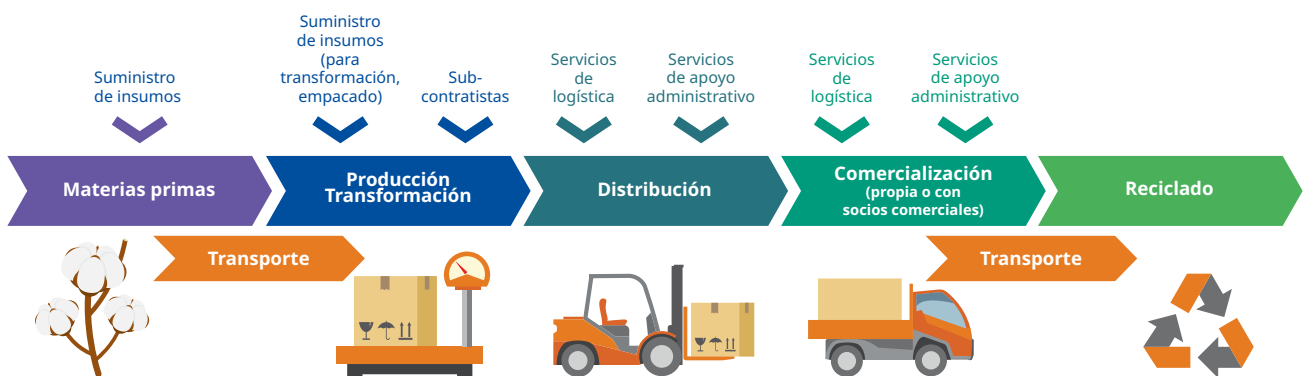 Suministro
de insumos
Suministro
de insumos
(para
transformación,
empacado)
Sub-
contratistas
Servicios
de
logística
Servicios
de apoyo
administrativo
Servicios
de
logística
Servicios
de apoyo
administrativo
Materias primas
Producción
Transformación
Distribución
Comercialización
(propia o con
socios comerciales)
Reciclado
Transporte
Transporte